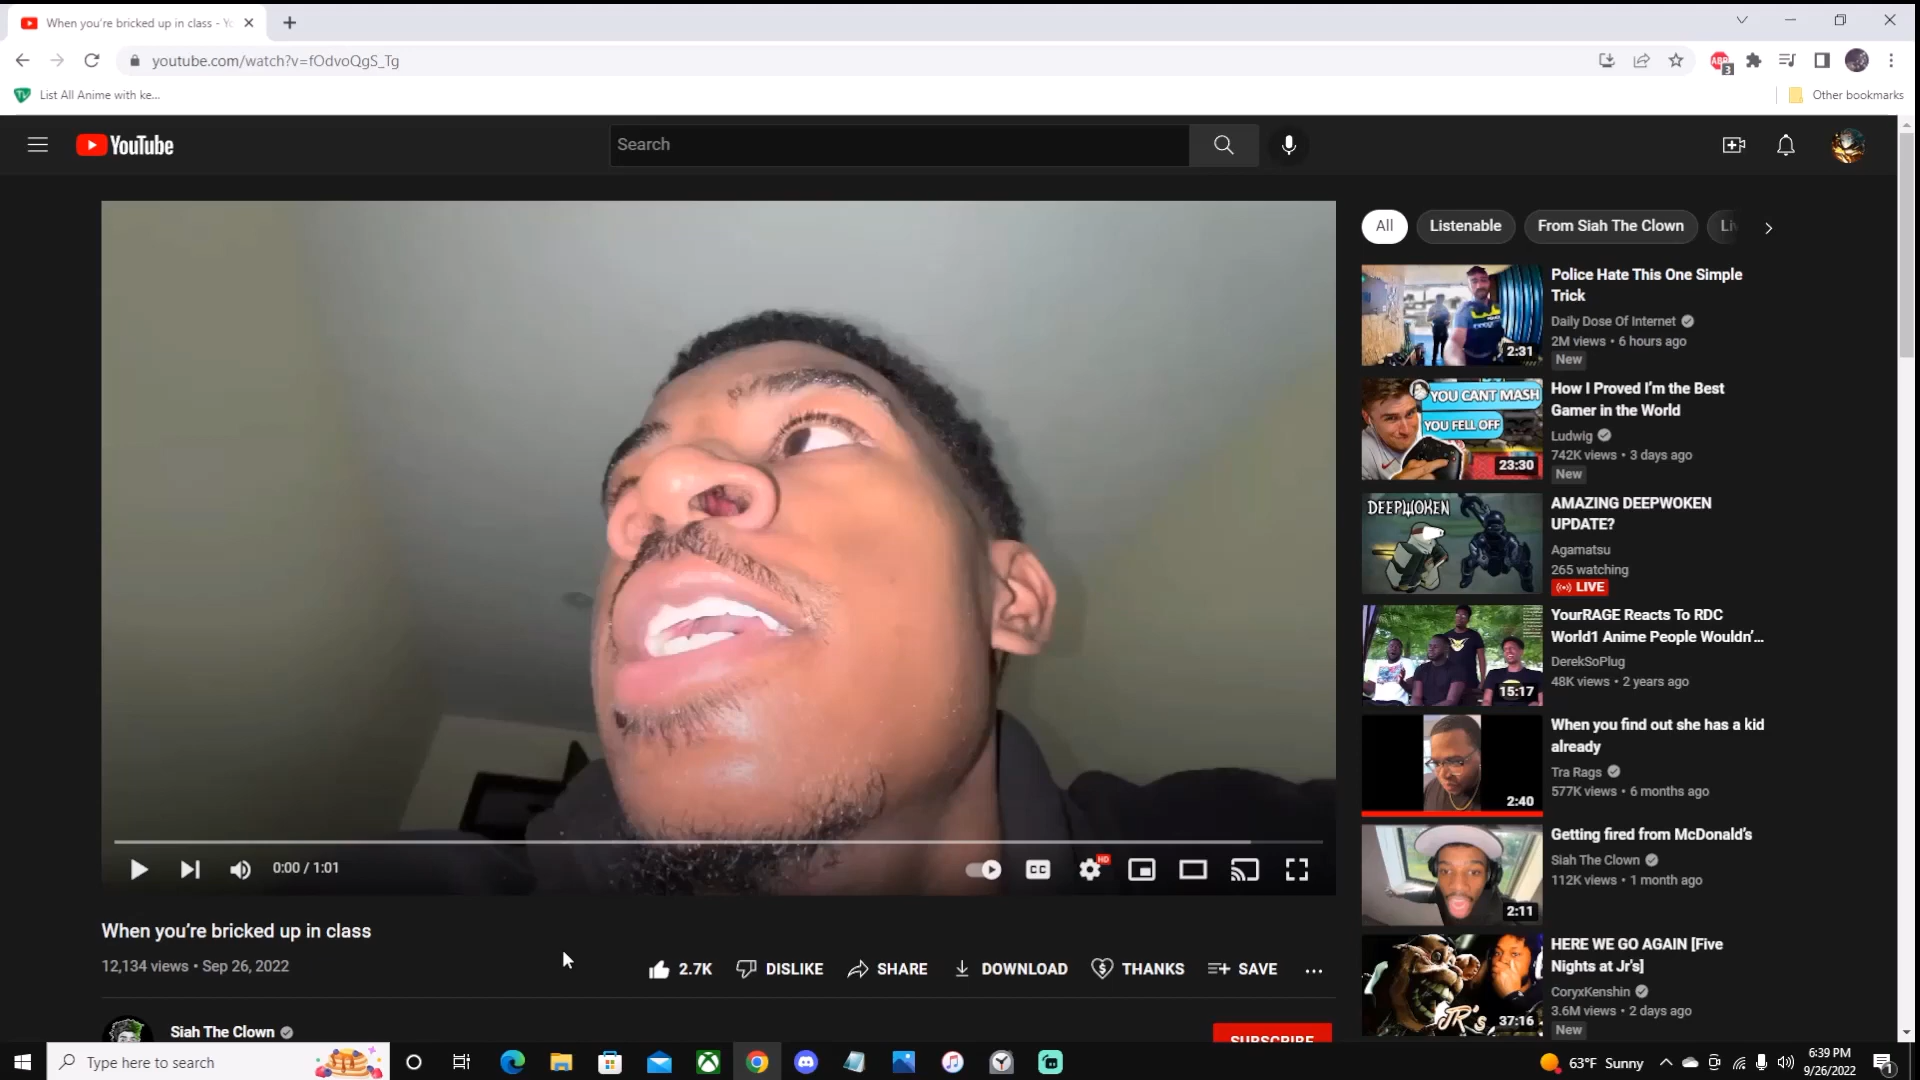 When you're bricked up in class - Yo
youtube.com/watch?v=fOdvoQgS_Tg
ABP 3
List All Anime with ke...
Other bookmarks
YouTube
Search
All
Listenable
From Siah The Clown
Police Hate This One Simple
Trick
Daily Dose Of Internet
2M views • 6 hours ago
New
2:31
YOU CANT MASH
YOU FELL OFF
23:30
How I Proved I'm the Best
Gamer in the World
Ludwig
742K views • 3 days ago
New
DEEPWOKEN
AMAZING DEEPWOKEN
UPDATE?
Agamatsu
265 watching
LIVE
15:17
YourRAGE Reacts To RDC
World1 Anime People Wouldn'...
DerekSoPlug
48K views • 2 years ago
2:40
When you find out she has a kid
already
Tra Rags
577K views • 6 months ago
2:11
Getting fired from McDonald's
Siah The Clown
112K views • 1 month ago
JR's
37:16
HERE WE GO AGAIN [Five
Nights at Jr's]
CoryxKenshin
3.6M views • 2 days ago
New
0:00 / 1:01
CC
HD
When you're bricked up in class
12,134 views • Sep 26, 2022
2.7K
DISLIKE
SHARE
DOWNLOAD
THANKS
SAVE
Siah The Clown
SUBSCRIBE
Type here to search
63°F Sunny
6:39 PM
9/26/2022
1